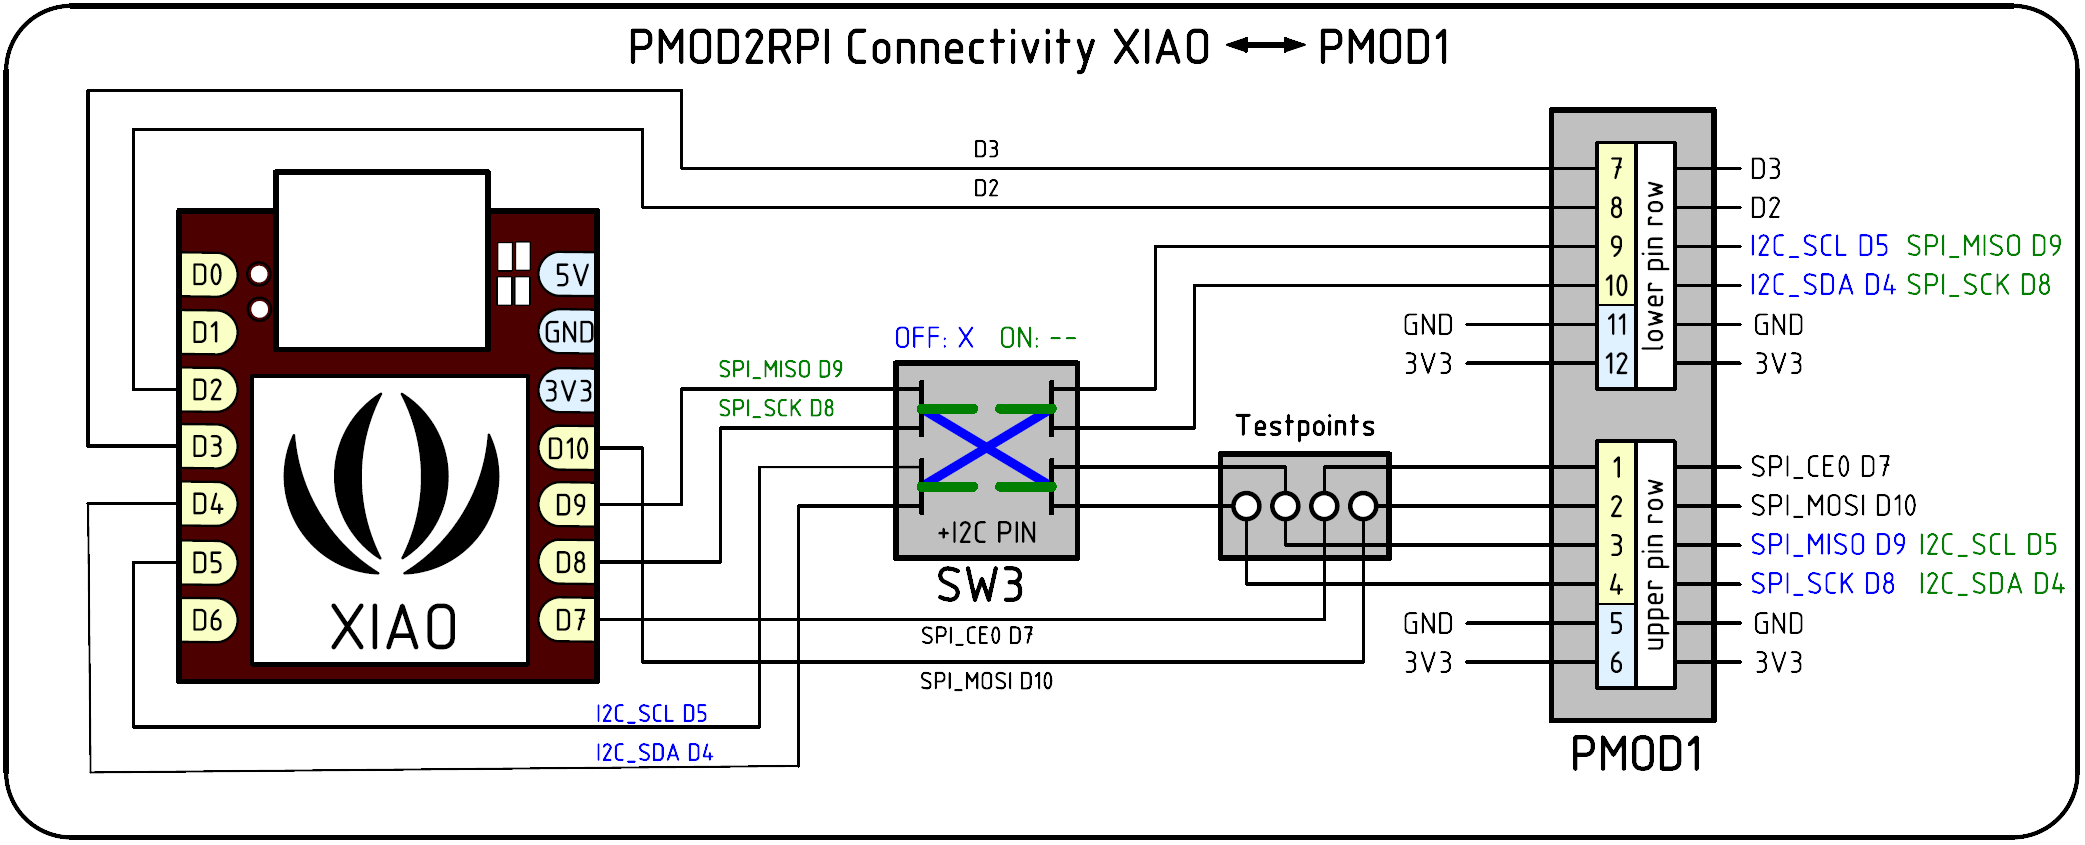 PMOD2RPI Connectivity XIAO ↔ PMOD1
D3
D2
D0
D1
D2
D3
D4
D5
D6
5V
GND
3V3
D10
D9
D8
D7
XIAO
SPI_MISO D9
SPI_SCK D8
OFF: X ON: --
+I2C PIN
SW3
SPI_CE0 D7
SPI_MOSI D10
I2C_SCL D5
I2C_SDA D4
Testpoints
GND
3V3
7
8
9
10
11
12
lower pin row
D3
D2
I2C_SCL D5 SPI_MISO D9
I2C_SDA D4 SPI_SCK D8
GND
3V3
GND
3V3
1
2
3
4
5
6
upper pin row
SPI_CE0 D7
SPI_MOSI D10
SPI_MISO D9 I2C_SCL D5
SPI_SCK D8 I2C_SDA D4
GND
3V3
PMOD1